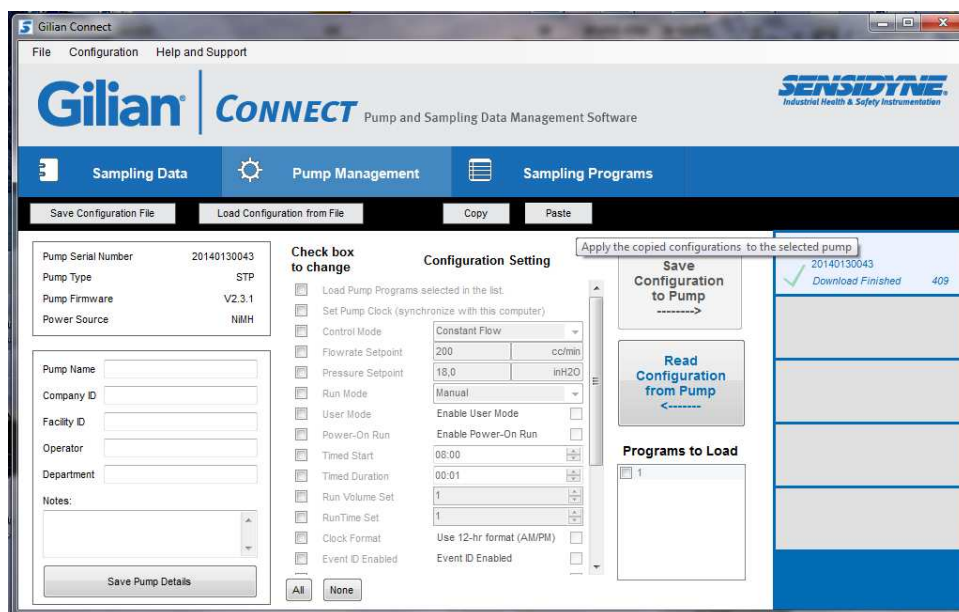 Gilian Connect
File Configuration Help and Support
Gilian® CONNECT Pump and Sampling Data Management Software
SENSIDYNE®
Industrial Health & Safety Instrumentation
Sampling Data Pump Management Sampling Programs
Save Configuration File Load Configuration from File Copy Paste
Apply the copied configurations to the selected pump
Pump Serial Number 20140130043
Pump Type STP
Pump Firmware V2.3.1
Power Source NiMH
Pump Name
Company ID
Facility ID
Operator
Department
Notes:
Save Pump Details
Check box
to change
Configuration Setting
Load Pump Programs selected in the list.
Set Pump Clock (synchronize with this computer)
Control Mode Constant Flow
Flowrate Setpoint 200 cc/min
Pressure Setpoint 18,0 inH2O
Run Mode Manual
User Mode Enable User Mode
Power-On Run Enable Power-On Run
Timed Start 08:00
Timed Duration 00:01
Run Volume Set 1
RunTime Set 1
Clock Format Use 12-hr format (AM/PM)
Event ID Enabled Event ID Enabled
All None
Save
Configuration
to Pump
-------->
Read
Configuration
from Pump
<-------
Programs to Load
1
20140130043
Download Finished 409